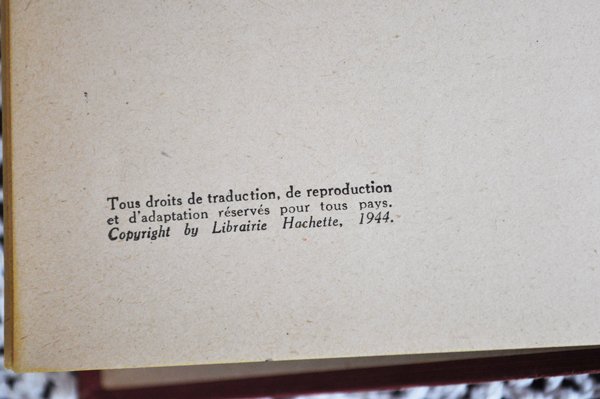 Tous droits de traduction, de reproduction
et d'adaptation réservés pour tous pays.
Copyright by Librairie Hachette, 1944.